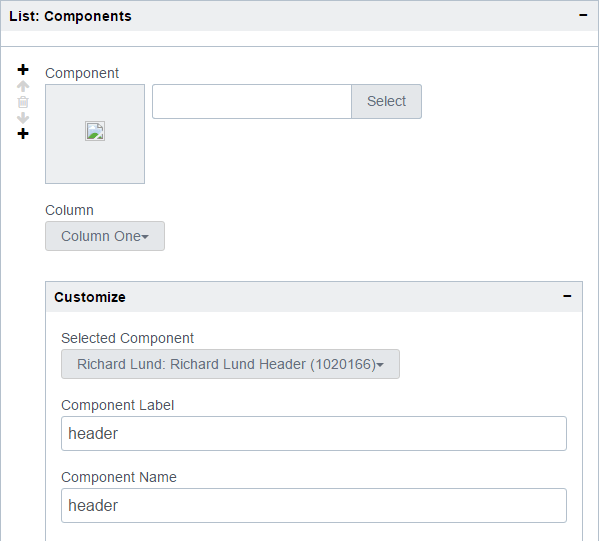 List: Components
Component
Select
Column
Column One
Customize
Selected Component
Richard Lund: Richard Lund Header (1020166)
Component Label
header
Component Name
header